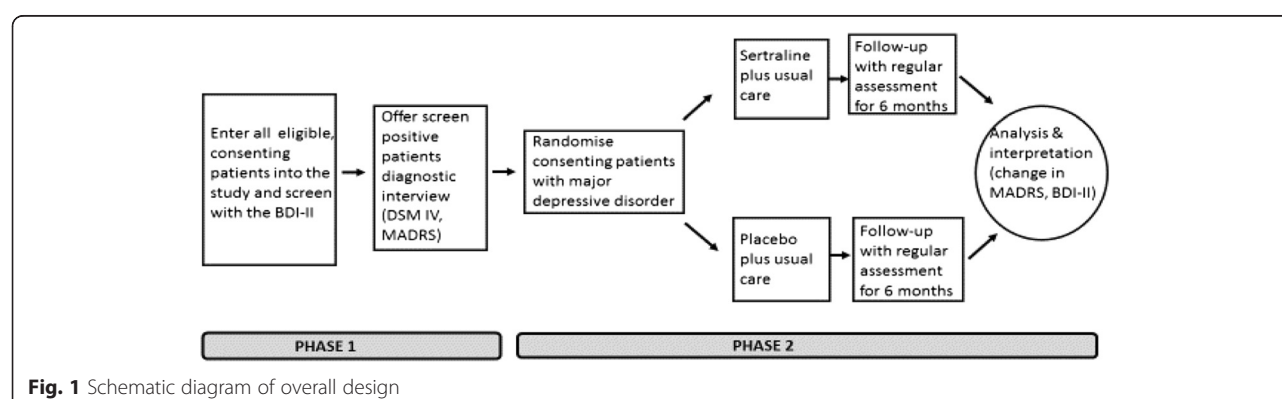 Enter all eligible,
consenting
patients into the
study and screen
with the BDI-II
Offer screen
positive
patients
diagnostic
interview
(DSM IV,
MADRS)
Randomise
consenting patients
with major
depressive disorder
Sertraline
plus usual
care
Follow-up
with regular
assessment
for 6 months
Placebo
plus usual
care
Follow-up
with regular
assessment
for 6 months
Analysis &
interpretation
(change in
MADRS, BDI-II)
PHASE 1
PHASE 2
Fig. 1 Schematic diagram of overall design